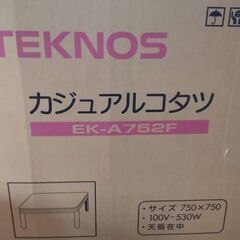 TEKNOS
カジュアルコタツ
EK-A752F
・サイズ 750×750
・100V-530W
・天板在中